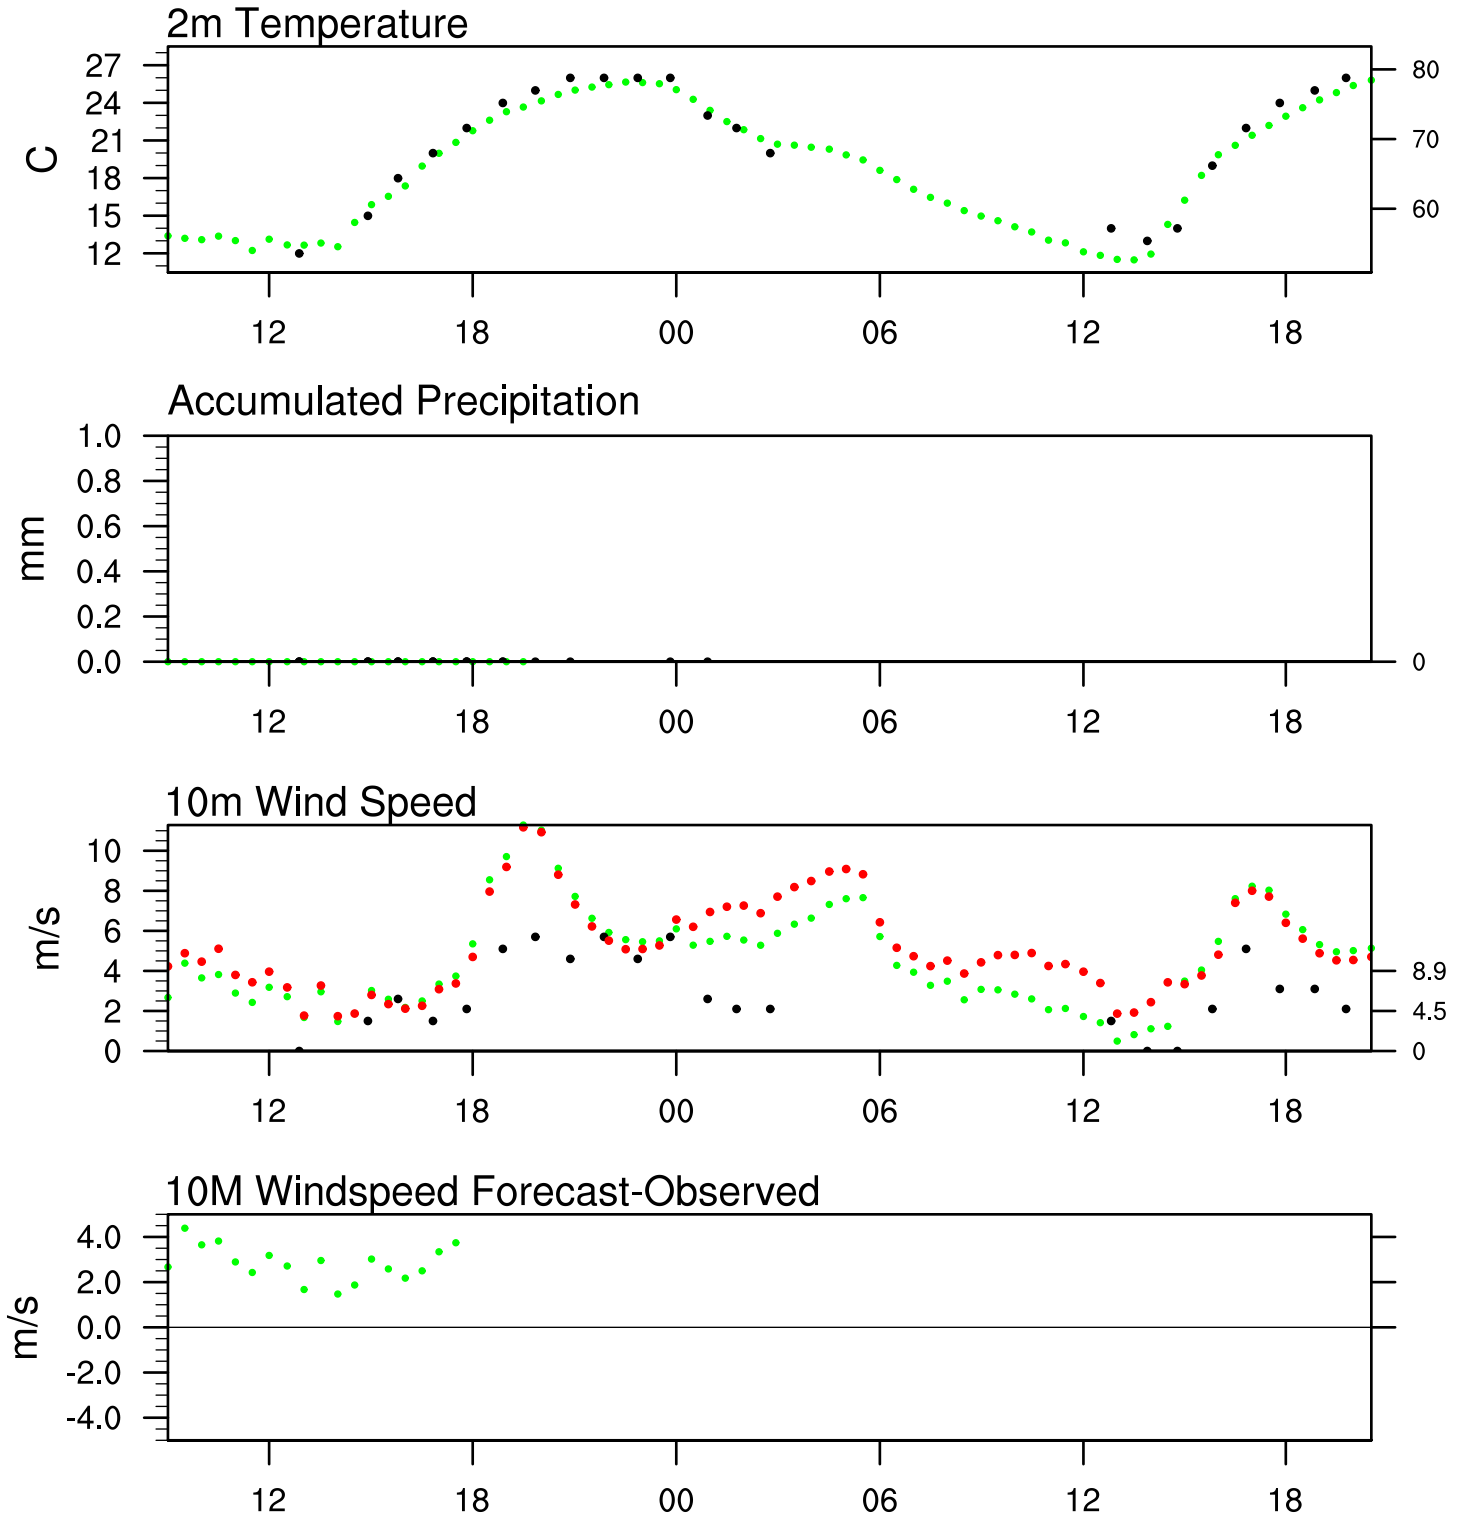 2m Temperature
27
24
21
18
15
12
C
80
70
60
12 18 00 06 12 18
Accumulated Precipitation
1.0
0.8
0.6
0.4
0.2
0.0
mm
0
12 18 00 06 12 18
10m Wind Speed
10
8
6
4
2
0
m/s
8.9
4.5
0
12 18 00 06 12 18
10M Windspeed Forecast-Observed
4.0
2.0
0.0
-2.0
-4.0
m/s
12 18 00 06 12 18